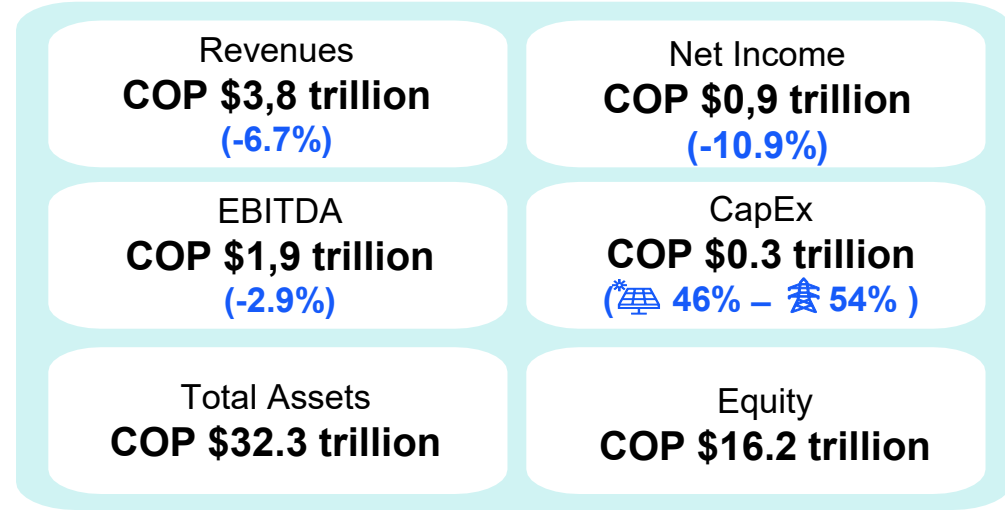 Revenues
COP $3,8 trillion
(-6.7%)
Net Income
COP $0,9 trillion
(-10.9%)
EBITDA
COP $1,9 trillion
(-2.9%)
CapEx
COP $0.3 trillion
( 46% – 54% )
Total Assets
COP $32.3 trillion
Equity
COP $16.2 trillion